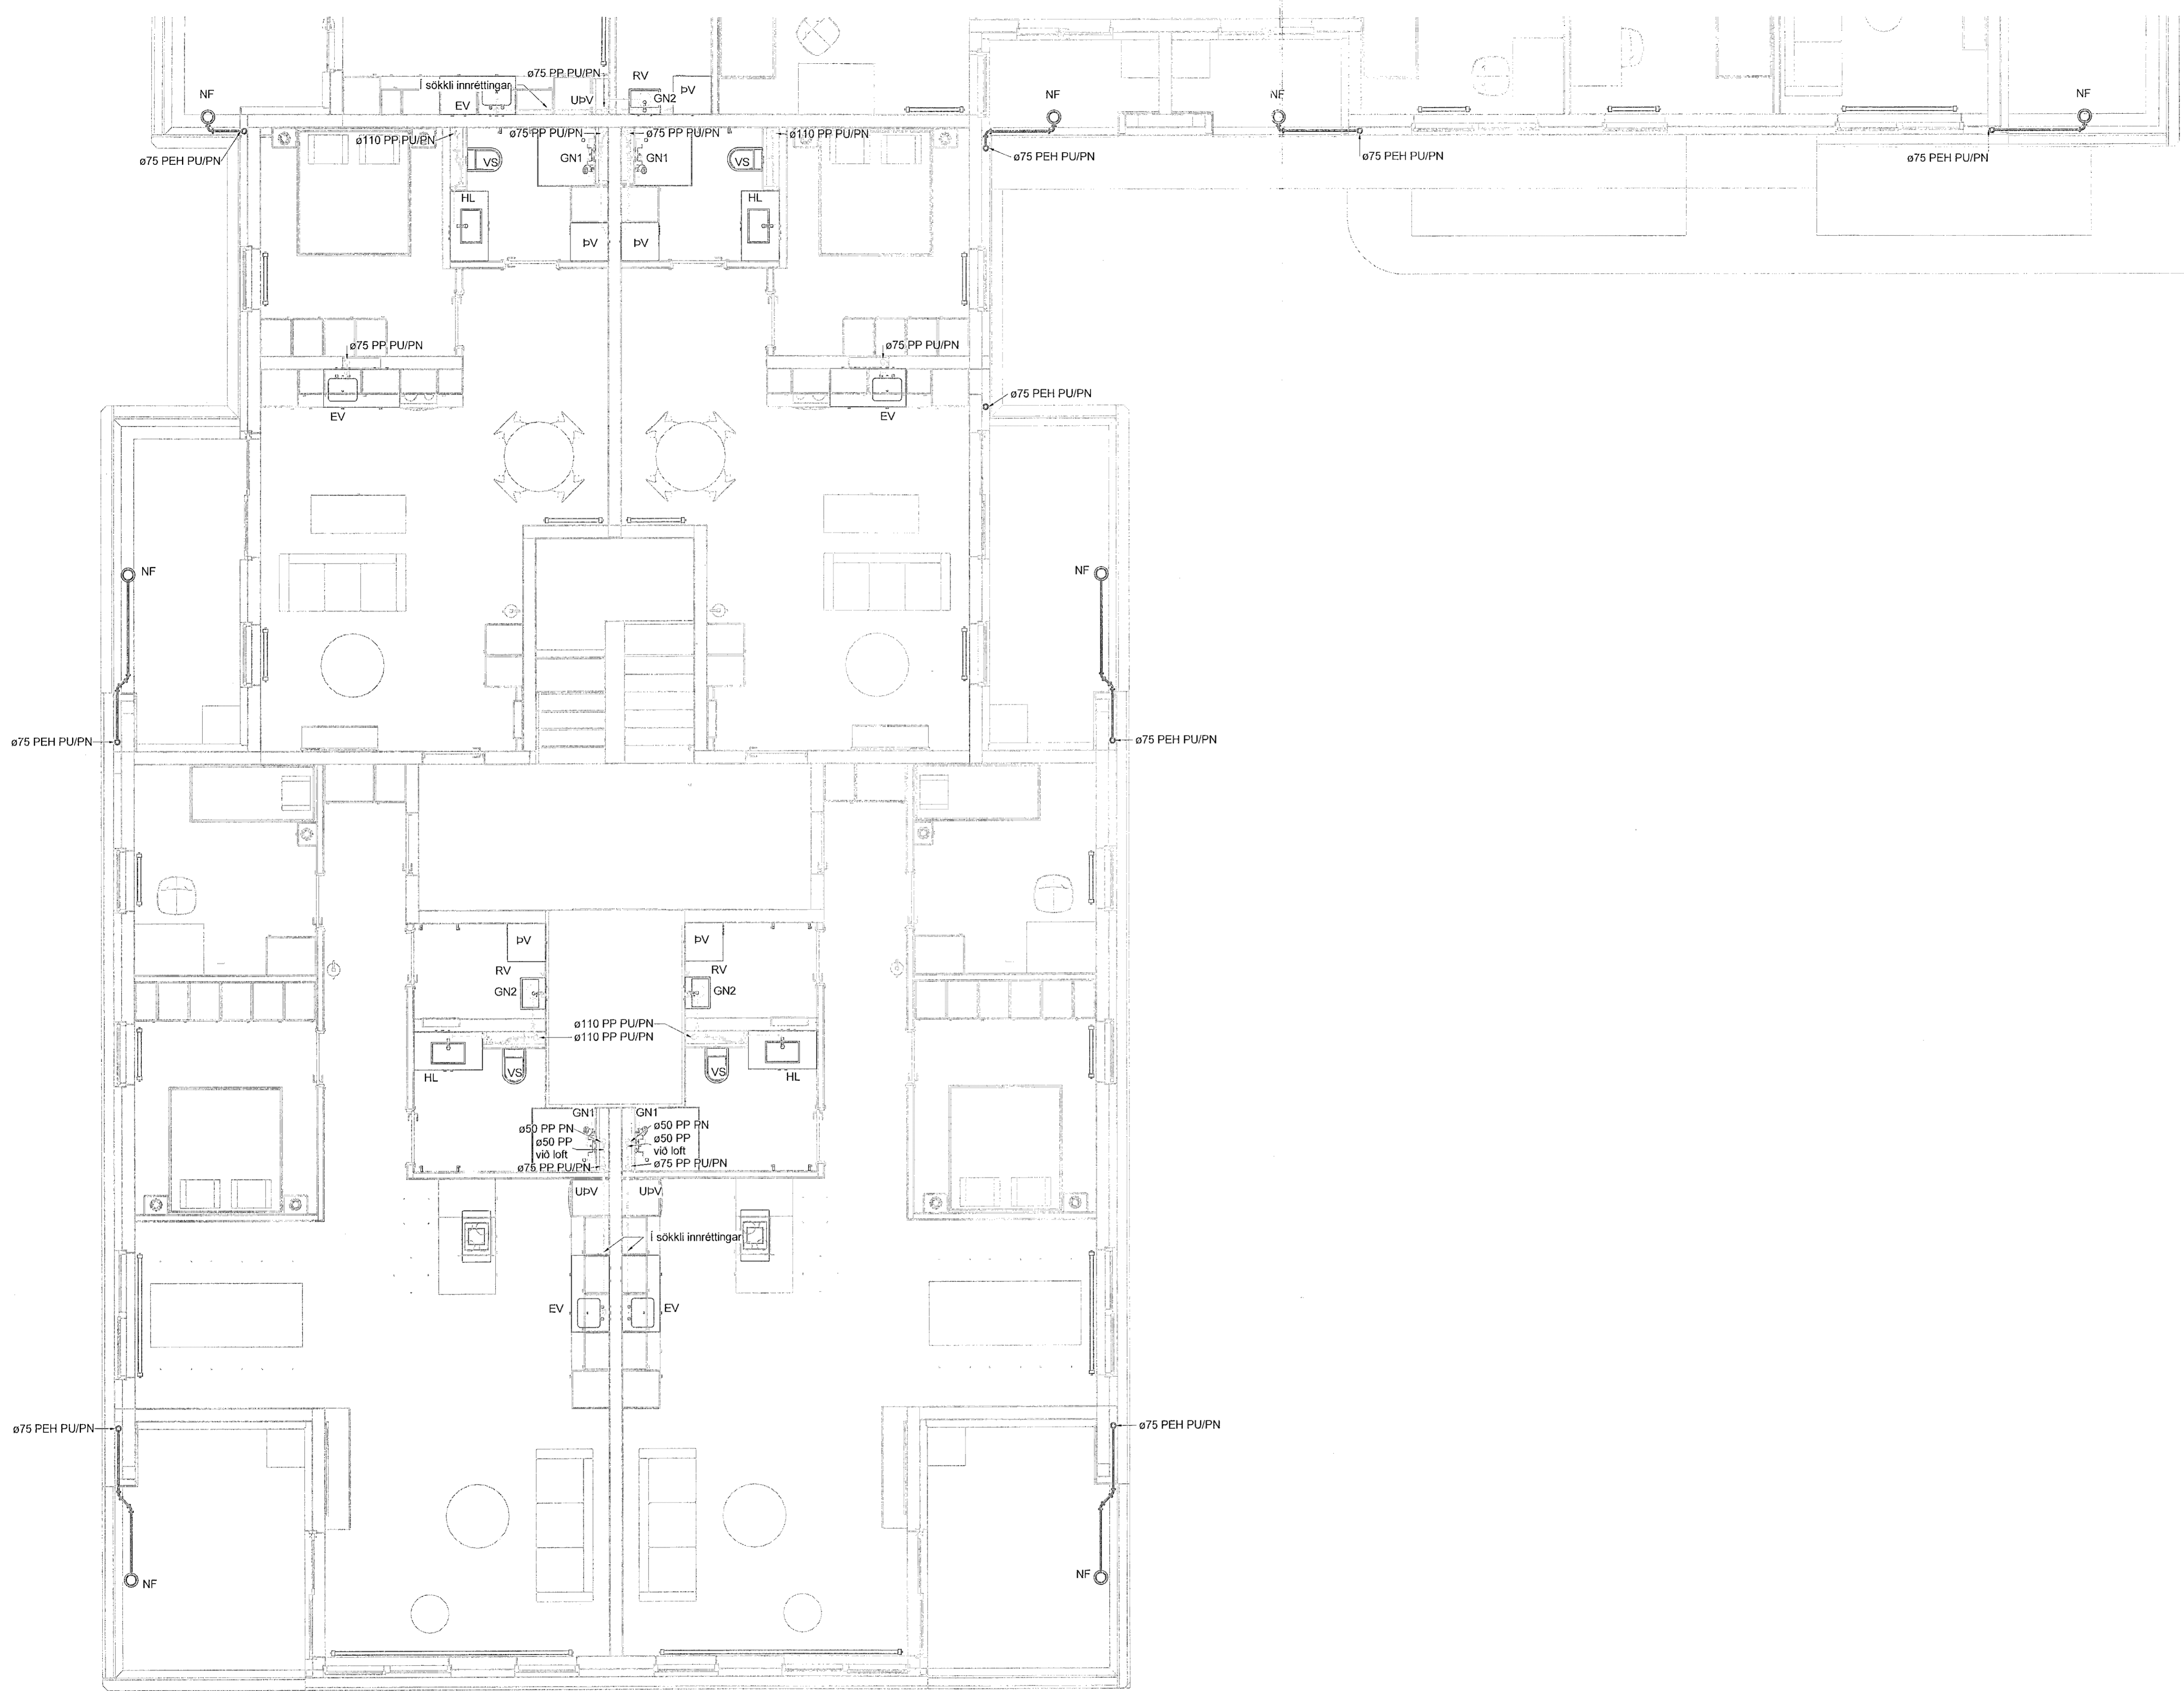 ø75 PP PU/PN
RV
Í sökkli innréttingar
ÞV
NF
EV
UÞV
GN2
NF
NF
NF
ø75 PP PU/PN
ø75 PP PU/PN
ø110 PP PU/PN
ø110 PP PU/PN
ø75 PEH PU/PN
VS
GN1
GN1
VS
ø75 PEH PU/PN
ø75 PEH PU/PN
ø75 PEH PU/PN
HL
HL
ÞV
ÞV
ø75 PP PU/PN
ø75 PP PU/PN
ø75 PEH PU/PN
EV
EV
NF
NF
ø75 PEH PU/PN
ø75 PEH PU/PN
ÞV
ÞV
RV
RV
GN2
GN2
ø110 PP PU/PN
ø110 PP PU/PN
VS
VS
HL
HL
GN1
GN1
ø50 PP PN
ø50 PP PN
ø50 PP
við loft
ø50 PP
við loft
ø75 PP PU/PN
ø75 PP PU/PN
UÞV
UÞV
Í sökkli innréttingar
EV
EV
ø75 PEH PU/PN
ø75 PEH PU/PN
NF
NF